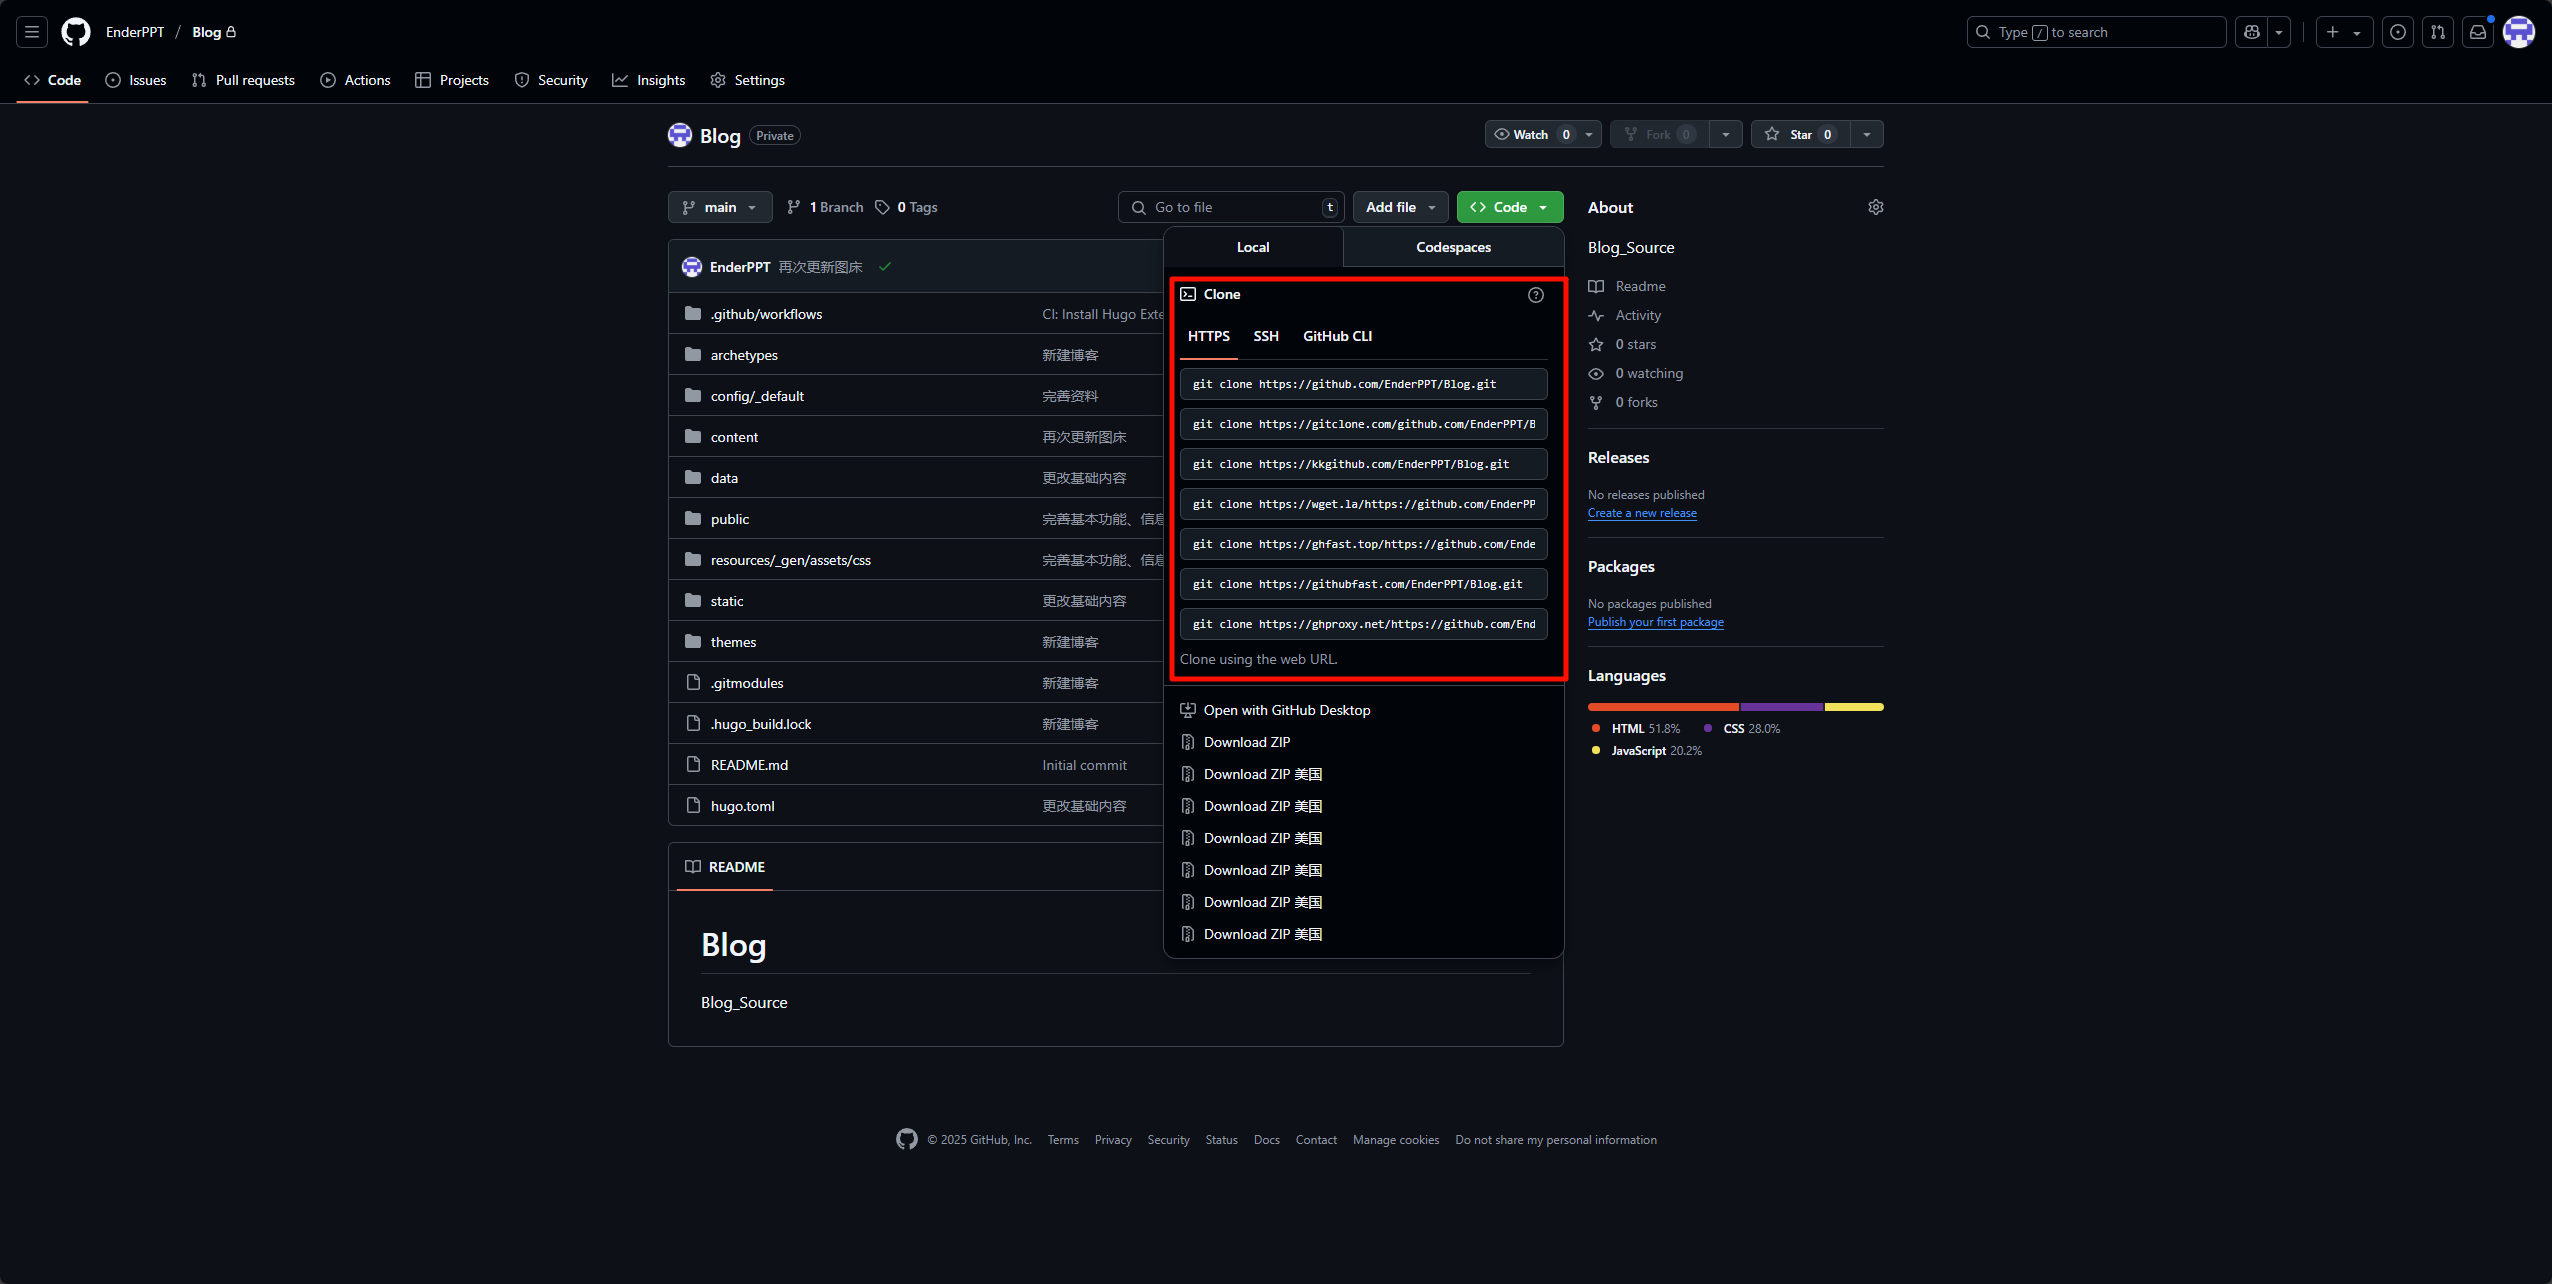 EnderPPT / Blog
Type / to search
Code Issues Pull requests Actions Projects Security Insights Settings
Blog Private
Watch 0 Fork 0 Star 0
main 1 Branch 0 Tags
Go to file t Add file Code
Local Codespaces
EnderPPT 再次更新图床
.github/workflows CI: Install Hugo Exte
archetypes 新建博客
config/_default 完善资料
content 再次更新图床
data 更改基础内容
public 完善基本功能、信息
resources/_gen/assets/css 完善基本功能、信息
static 更改基础内容
themes 新建博客
.gitmodules 新建博客
.hugo_build.lock 新建博客
README.md Initial commit
hugo.toml 更改基础内容
Clone
HTTPS SSH GitHub CLI
git clone https://github.com/EnderPPT/Blog.git
git clone https://gitclone.com/github.com/EnderPPT/B
git clone https://kkgithub.com/EnderPPT/Blog.git
git clone https://wget.la/https://github.com/EnderPP
git clone https://ghfast.top/https://github.com/Ende
git clone https://githubfast.com/EnderPPT/Blog.git
git clone https://ghproxy.net/https://github.com/End
Clone using the web URL.
Open with GitHub Desktop
Download ZIP
Download ZIP 美国
Download ZIP 美国
Download ZIP 美国
Download ZIP 美国
Download ZIP 美国
Download ZIP 美国
README
Blog
Blog_Source
About
Blog_Source
Readme
Activity
0 stars
0 watching
0 forks
Releases
No releases published
Create a new release
Packages
No packages published
Publish your first package
Languages
HTML 51.8% CSS 28.0%
JavaScript 20.2%
© 2025 GitHub, Inc. Terms Privacy Security Status Docs Contact Manage cookies Do not share my personal information